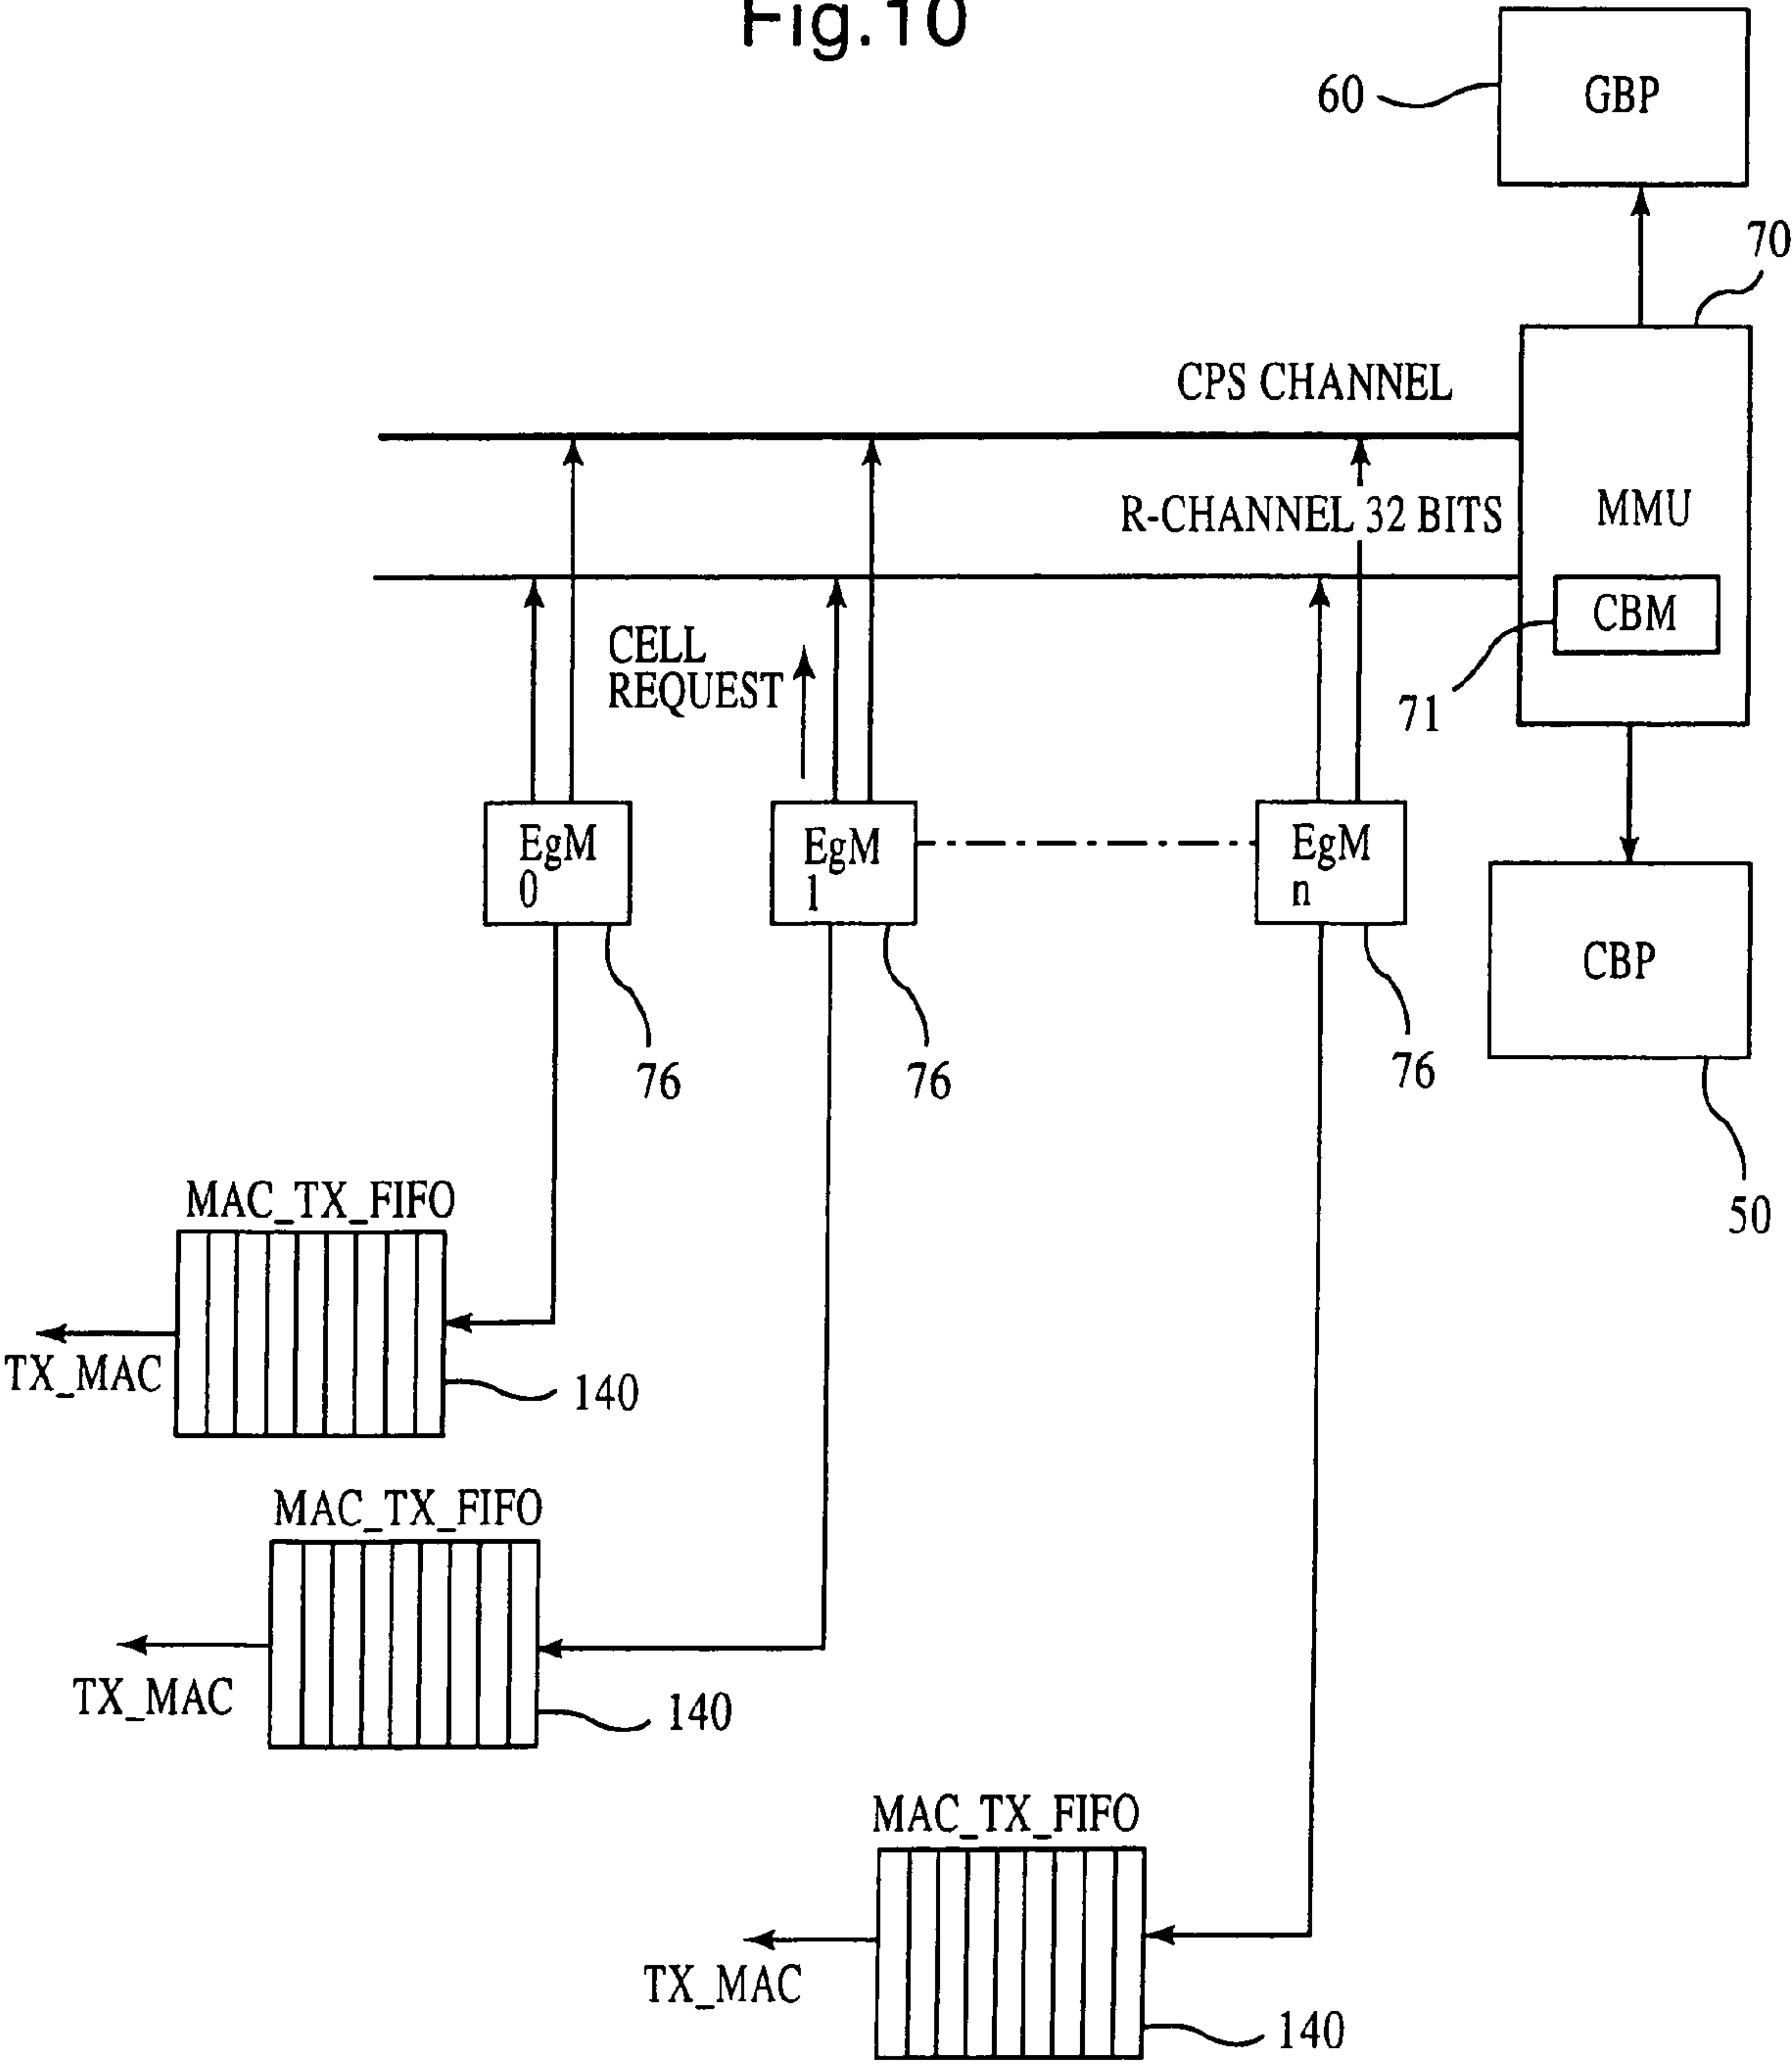 Fig.10
GBP
60
70
CPS CHANNEL
R-CHANNEL 32 BITS
MMU
CBM
71
CELL
REQUEST
EgM
0
EgM
1
EgM
n
76
76
76
CBP
50
MAC_TX_FIFO
TX_MAC
140
MAC_TX_FIFO
TX_MAC
140
MAC_TX_FIFO
TX_MAC
140